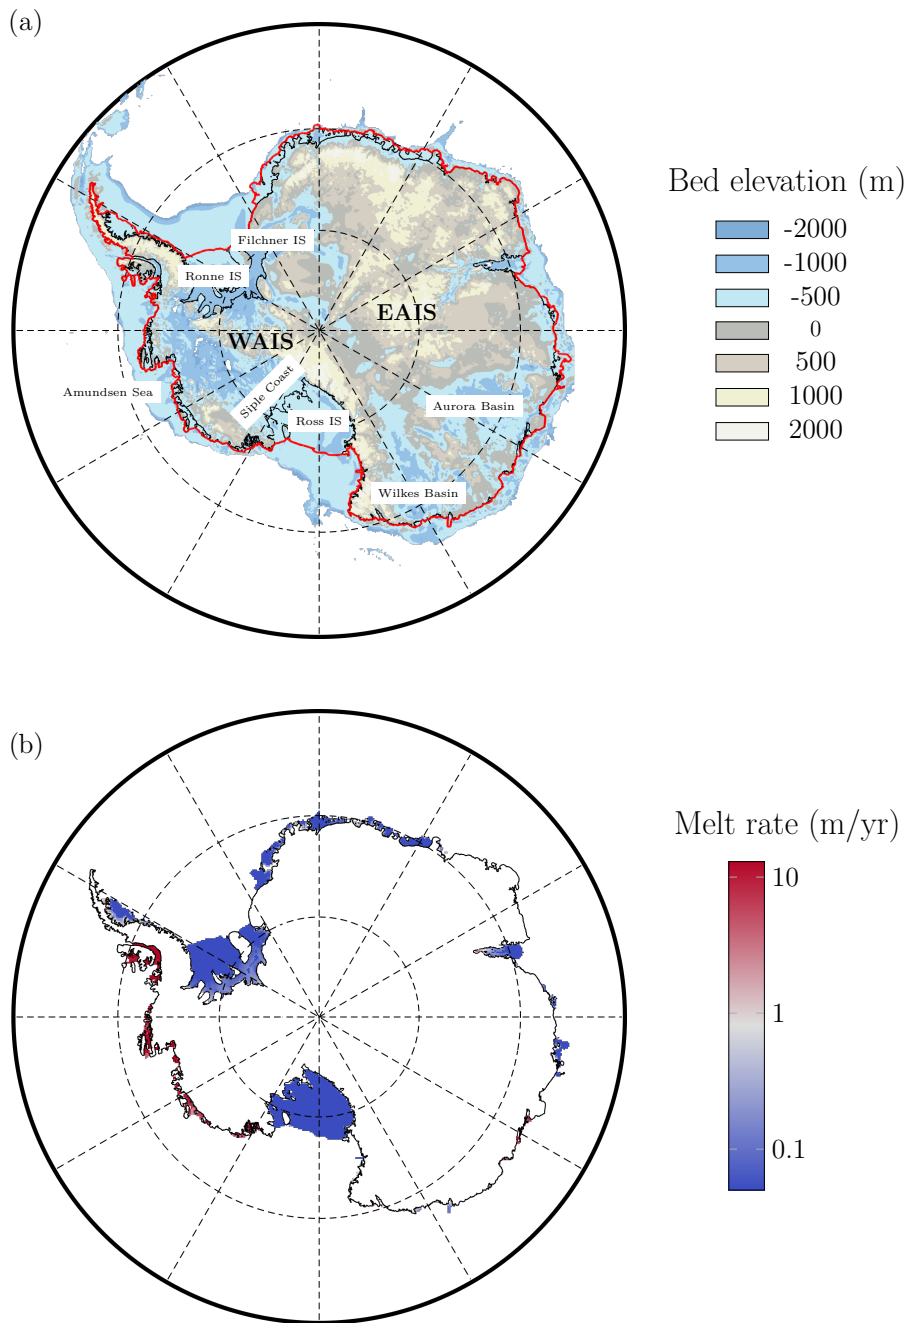 (a)
Bed elevation (m)
-2000
-1000
-500
0
500
1000
2000
Filchner IS
Ronne IS
EAIS
WAIS
Siple Coast
Amundsen Sea
Aurora Basin
Ross IS
Wilkes Basin
(b)
Melt rate (m/yr)
10
1
0.1